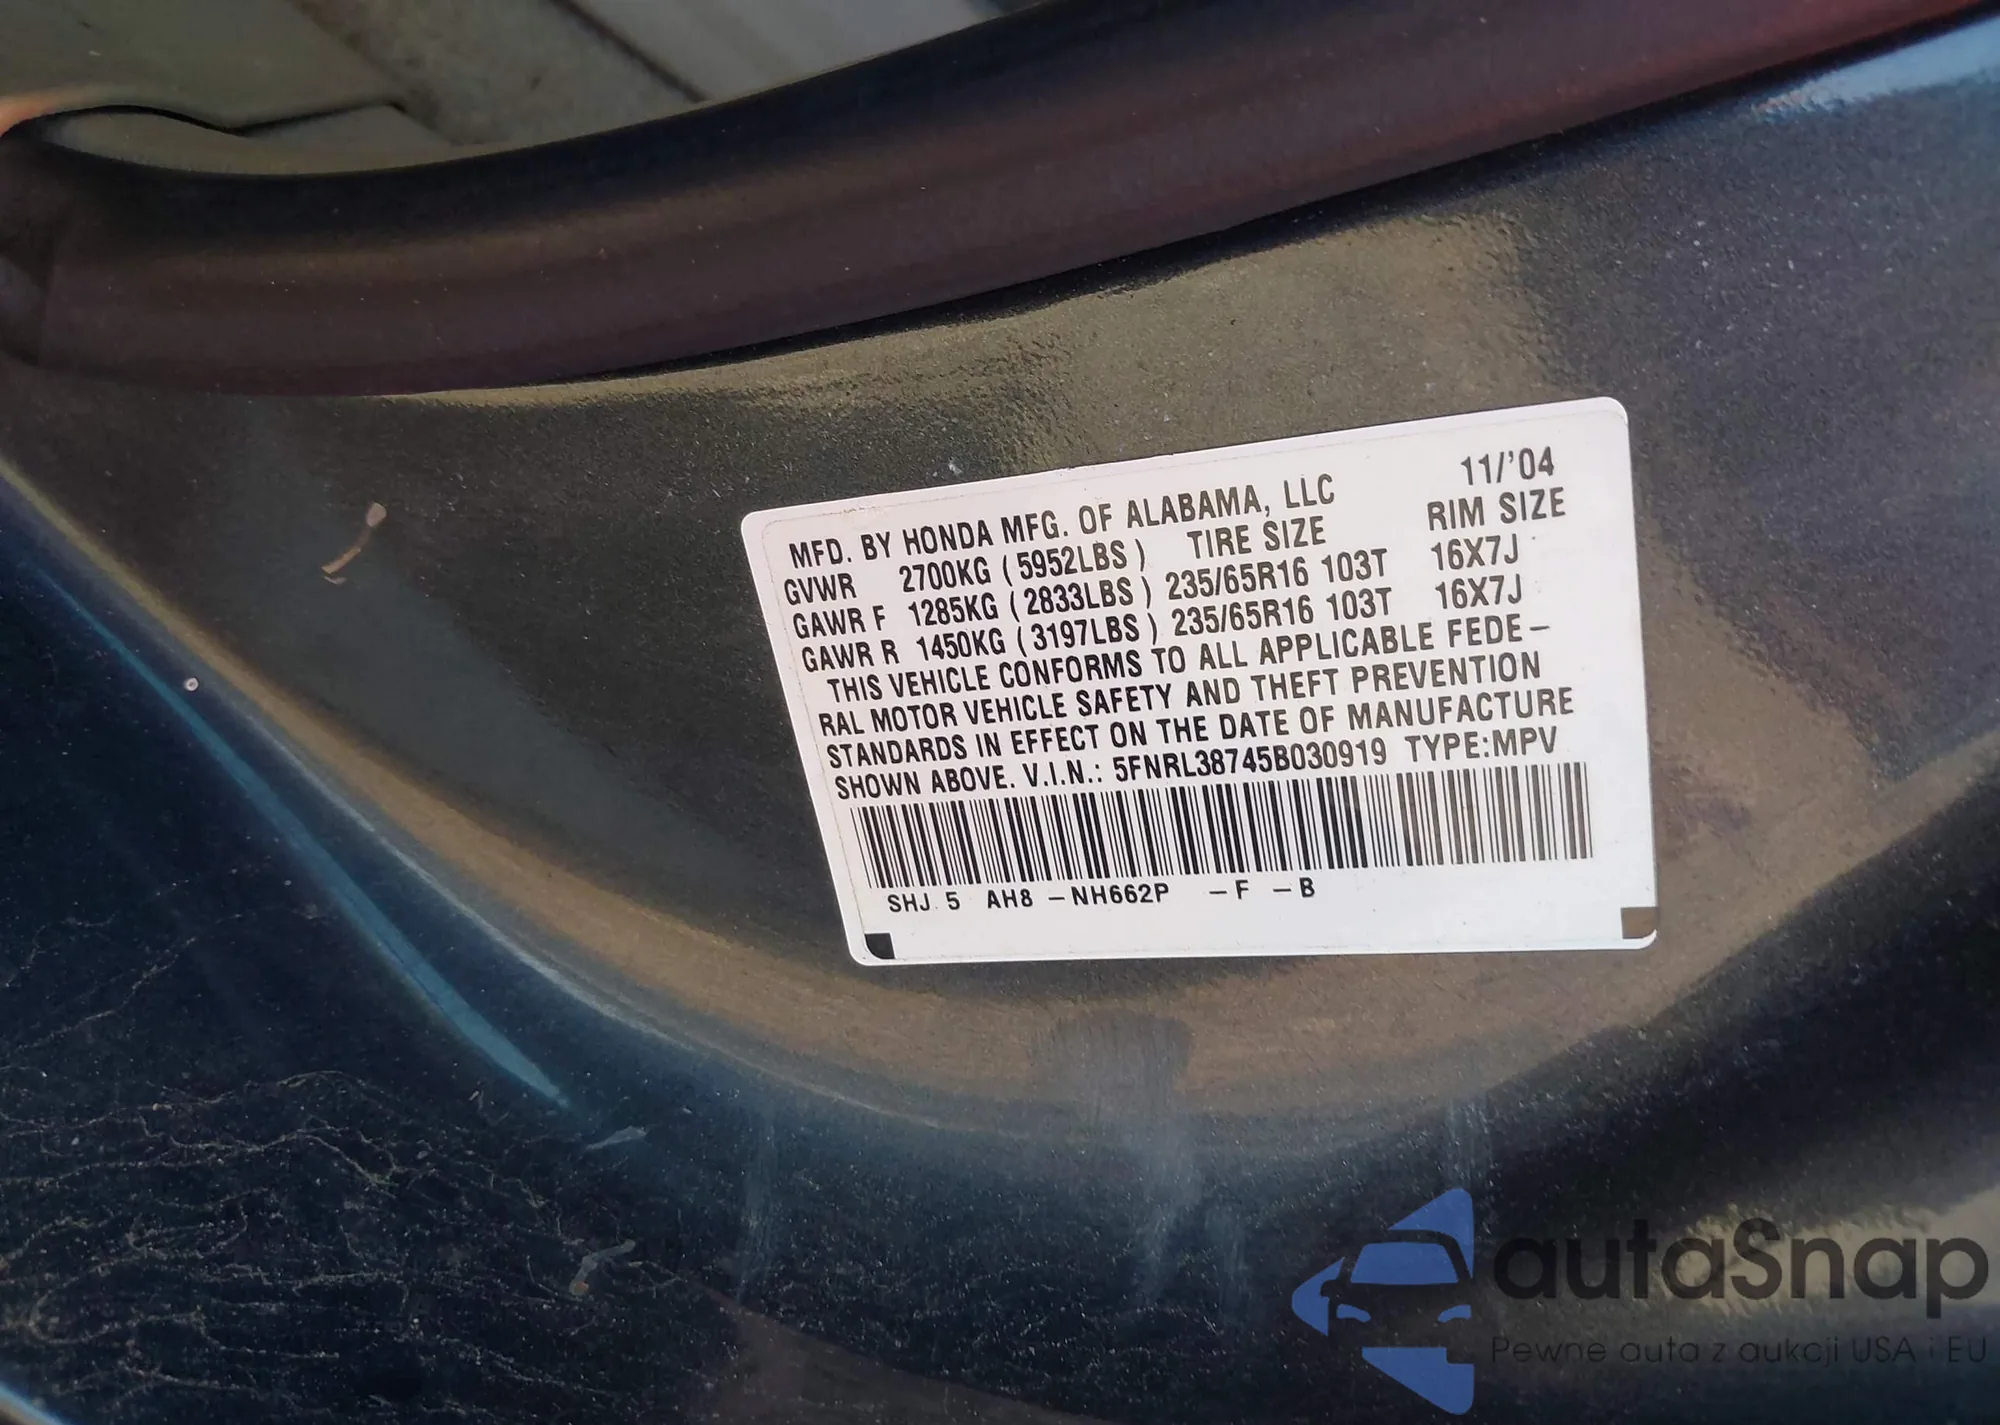 11/'04
MFD. BY HONDA MFG. OF ALABAMA, LLC RIM SIZE
GVWR 2700KG (5952LBS) TIRE SIZE
GAWR F 1285KG (2833LBS) 235/65R16 103T 16X7J
GAWR R 1450KG (3197LBS) 235/65R16 103T 16X7J
THIS VEHICLE CONFORMS TO ALL APPLICABLE FEDE-
RAL MOTOR VEHICLE SAFETY AND THEFT PREVENTION
STANDARDS IN EFFECT ON THE DATE OF MANUFACTURE
SHOWN ABOVE. V.I.N.: 5FNRL38745B030919 TYPE:MPV
SHJ 5 AH8 -NH662P -F -B
autaSnap
Pewne auta z aukcji USA i EU